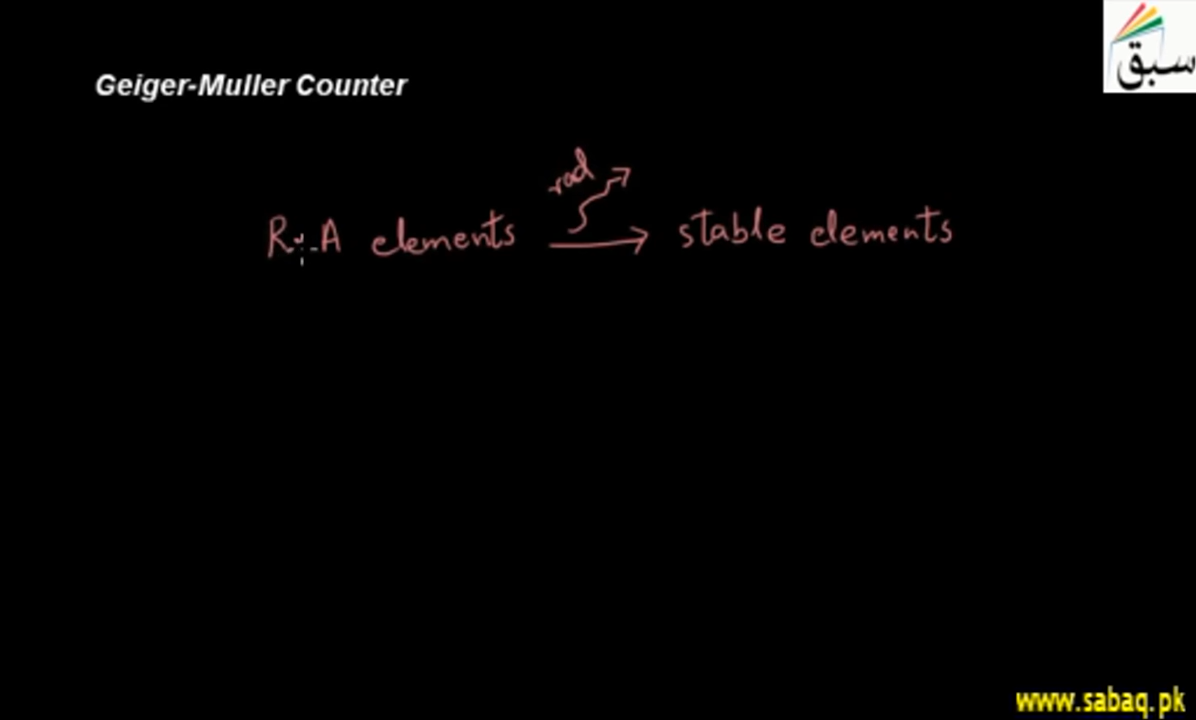 سبق
Geiger-Muller Counter
rad
R.A elements → stable elements
www.sabaq.pk